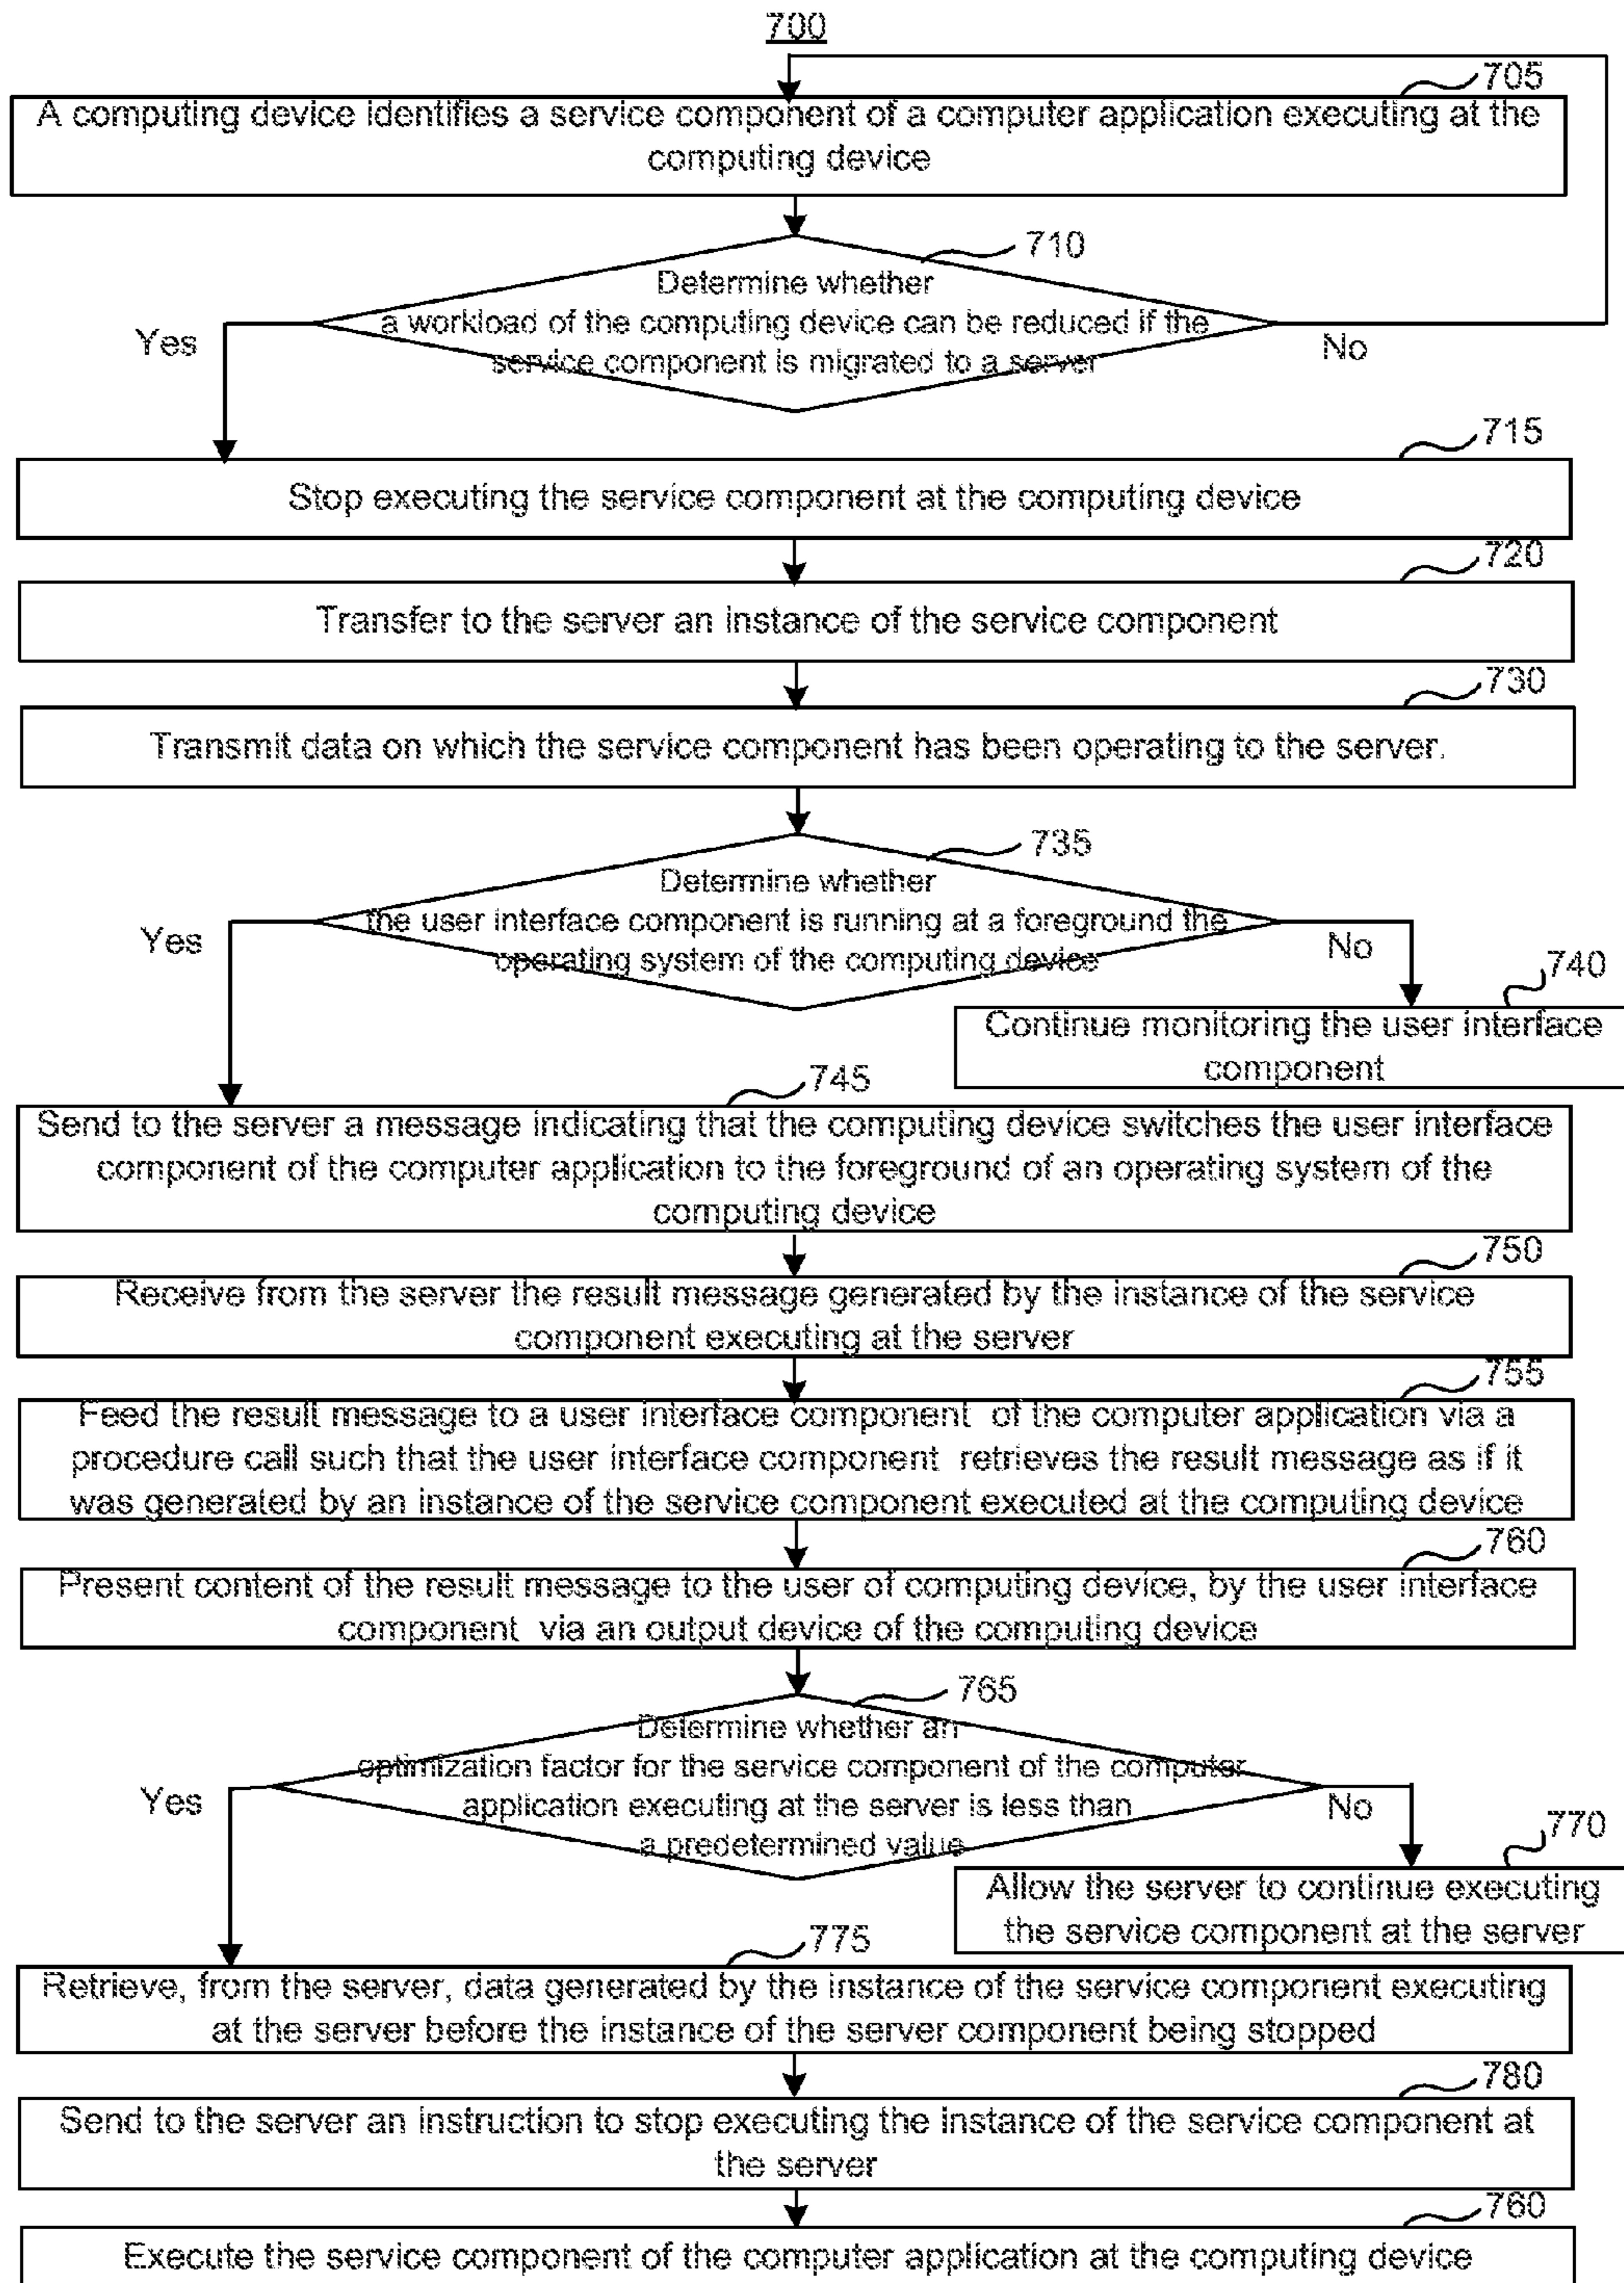 700
705
A computing device identifies a service component of a computer application executing at the
computing device
710
Determine whether
a workload of the computing device can be reduced if the
service component is migrated to a server
Yes
No
715
Stop executing the service component at the computing device
720
Transfer to the server an instance of the service component
730
Transmit data on which the service component has been operating to the server.
735
Determine whether
the user interface component is running at a foreground the
operating system of the computing device
Yes
No
740
Continue monitoring the user interface
component
745
Send to the server a message indicating that the computing device switches the user interface
component of the computer application to the foreground of an operating system of the
computing device
750
Receive from the server the result message generated by the instance of the service
component executing at the server
755
Feed the result message to a user interface component of the computer application via a
procedure call such that the user interface component retrieves the result message as if it
was generated by an instance of the service component executed at the computing device
760
Present content of the result message to the user of computing device, by the user interface
component via an output device of the computing device
765
Determine whether an
optimization factor for the service component of the computer
application executing at the server is less than
a predetermined value
Yes
No
770
Allow the server to continue executing
the service component at the server
775
Retrieve, from the server, data generated by the instance of the service component executing
at the server before the instance of the server component being stopped
780
Send to the server an instruction to stop executing the instance of the service component at
the server
760
Execute the service component of the computer application at the computing device